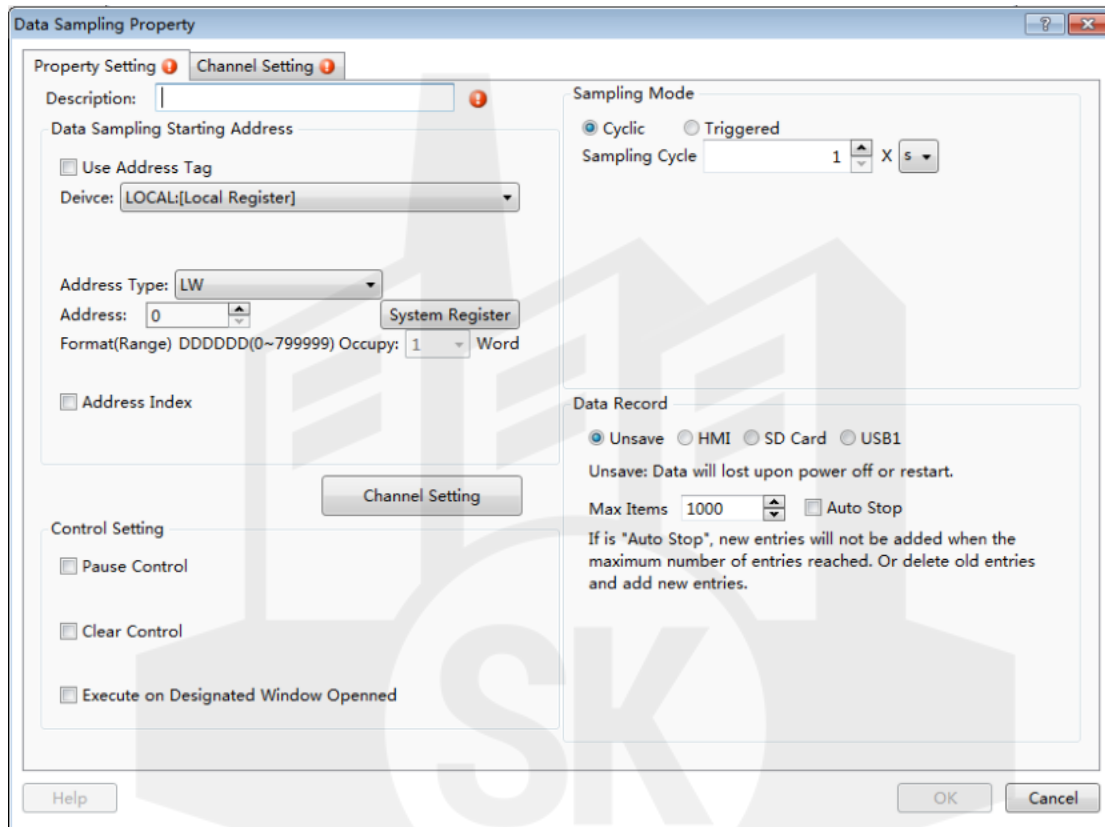 Data Sampling Property
Property Setting Channel Setting
Description:
Data Sampling Starting Address
Use Address Tag
Deivce: LOCAL:[Local Register]
Address Type: LW
Address: 0 System Register
Format(Range) DDDDDD(0~799999) Occupy: 1 Word
Address Index
Channel Setting
Control Setting
Pause Control
Clear Control
Execute on Designated Window Openned
Sampling Mode
Cyclic Triggered
Sampling Cycle 1 X s
Data Record
Unsave HMI SD Card USB1
Unsave: Data will lost upon power off or restart.
Max Items 1000 Auto Stop
If is "Auto Stop", new entries will not be added when the
maximum number of entries reached. Or delete old entries
and add new entries.
SK
Help OK Cancel